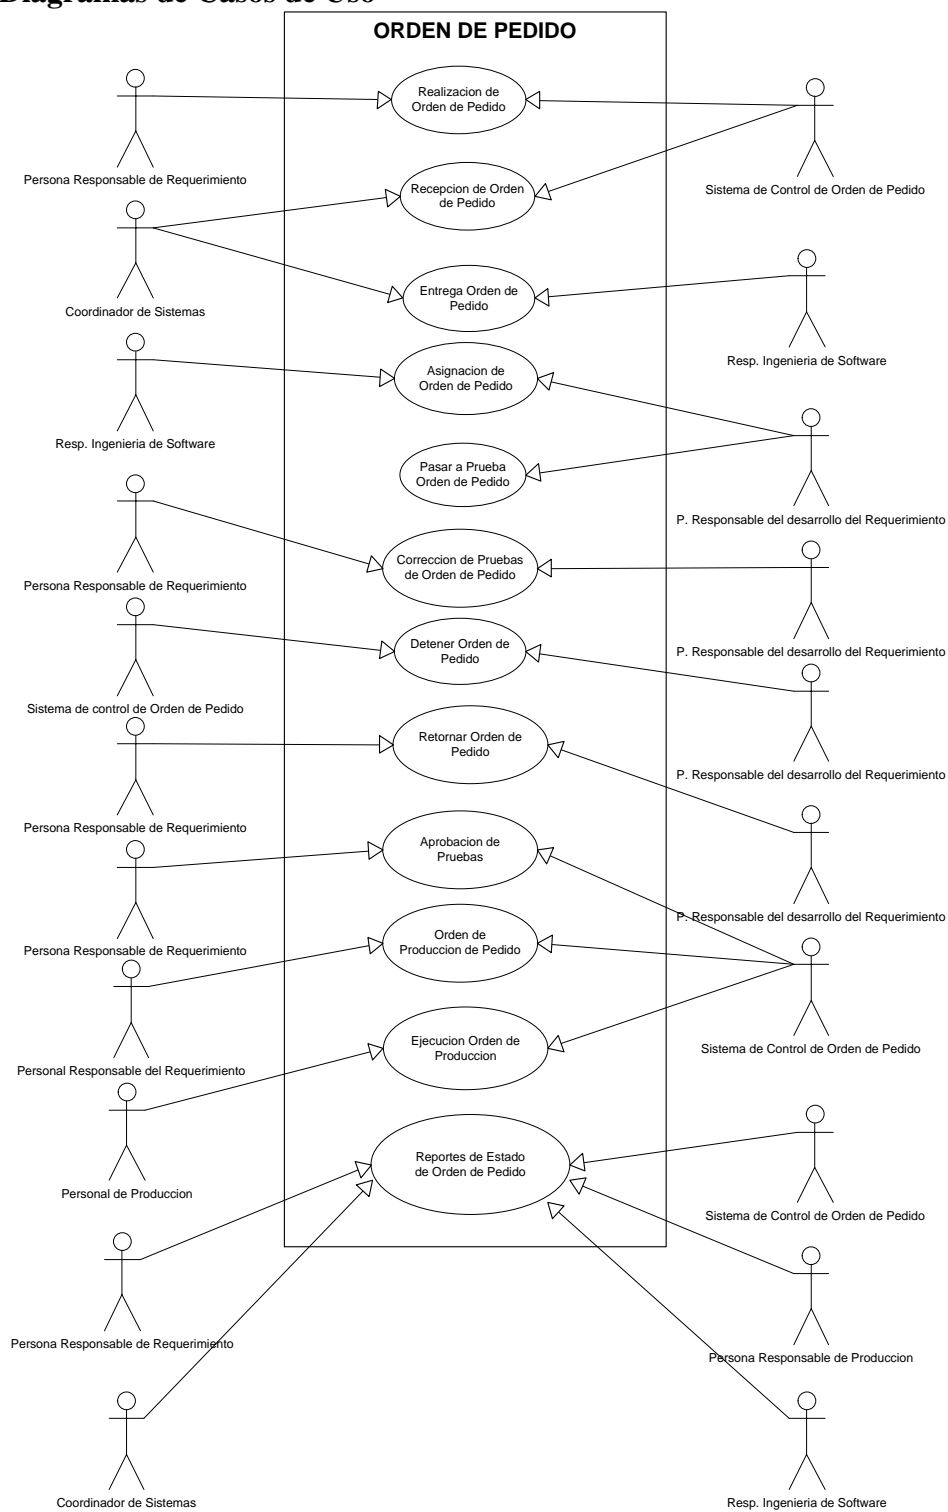 Diagramas de Casos de Uso
ORDEN DE PEDIDO
Realizacion de
Orden de Pedido
Persona Responsable de Requerimiento
Sistema de Control de Orden de Pedido
Recepcion de Orden
de Pedido
Coordinador de Sistemas
Entrega Orden de
Pedido
Resp. Ingenieria de Software
Asignacion de
Orden de Pedido
Resp. Ingenieria de Software
Pasar a Prueba
Orden de Pedido
P. Responsable del desarrollo del Requerimiento
Persona Responsable de Requerimiento
Correccion de Pruebas
de Orden de Pedido
P. Responsable del desarrollo del Requerimiento
Detener Orden de
Pedido
Sistema de control de Orden de Pedido
P. Responsable del desarrollo del Requerimiento
Retornar Orden de
Pedido
Persona Responsable de Requerimiento
P. Responsable del desarrollo del Requerimiento
Aprobacion de
Pruebas
Persona Responsable de Requerimiento
Orden de
Produccion de Pedido
Personal Responsable del Requerimiento
Sistema de Control de Orden de Pedido
Ejecucion Orden de
Produccion
Personal de Produccion
Reportes de Estado
de Orden de Pedido
Sistema de Control de Orden de Pedido
Persona Responsable de Requerimiento
Persona Responsable de Produccion
Coordinador de Sistemas
Resp. Ingenieria de Software